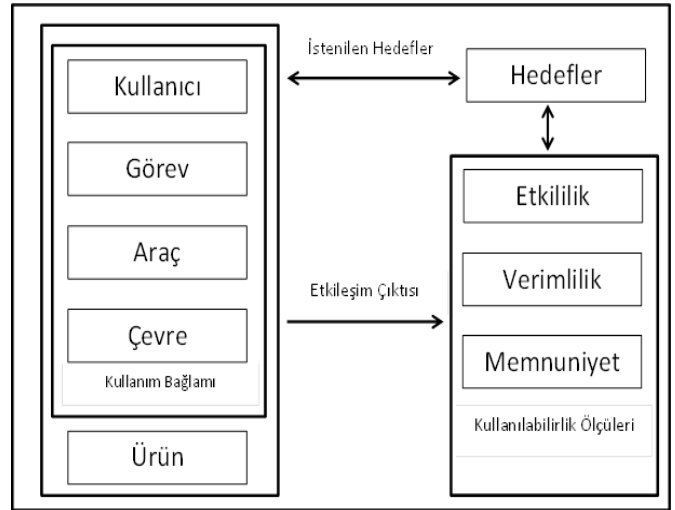 Kullanıcı
Görev
Araç
Çevre
Kullanım Bağlamı
Ürün
İstenilen Hedefler
Etkileşim Çıktısı
Hedefler
Etkililik
Verimlilik
Memnuniyet
Kullanılabilirlik Ölçüleri